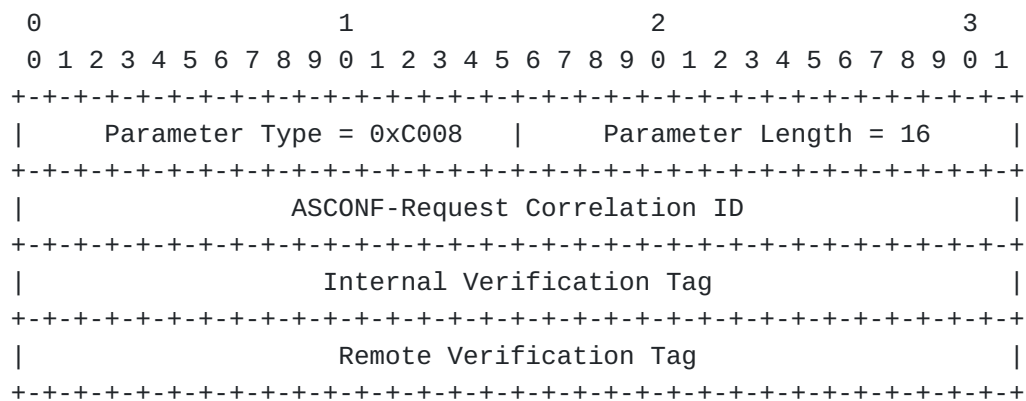 0                   1                   2                   3
 0 1 2 3 4 5 6 7 8 9 0 1 2 3 4 5 6 7 8 9 0 1 2 3 4 5 6 7 8 9 0 1
+-+-+-+-+-+-+-+-+-+-+-+-+-+-+-+-+-+-+-+-+-+-+-+-+-+-+-+-+-+-+-+-+
|     Parameter Type = 0xC008   |     Parameter Length = 16     |
+-+-+-+-+-+-+-+-+-+-+-+-+-+-+-+-+-+-+-+-+-+-+-+-+-+-+-+-+-+-+-+-+
|                 ASCONF-Request Correlation ID                 |
+-+-+-+-+-+-+-+-+-+-+-+-+-+-+-+-+-+-+-+-+-+-+-+-+-+-+-+-+-+-+-+-+
|                   Internal Verification Tag                   |
+-+-+-+-+-+-+-+-+-+-+-+-+-+-+-+-+-+-+-+-+-+-+-+-+-+-+-+-+-+-+-+-+
|                    Remote Verification Tag                    |
+-+-+-+-+-+-+-+-+-+-+-+-+-+-+-+-+-+-+-+-+-+-+-+-+-+-+-+-+-+-+-+-+